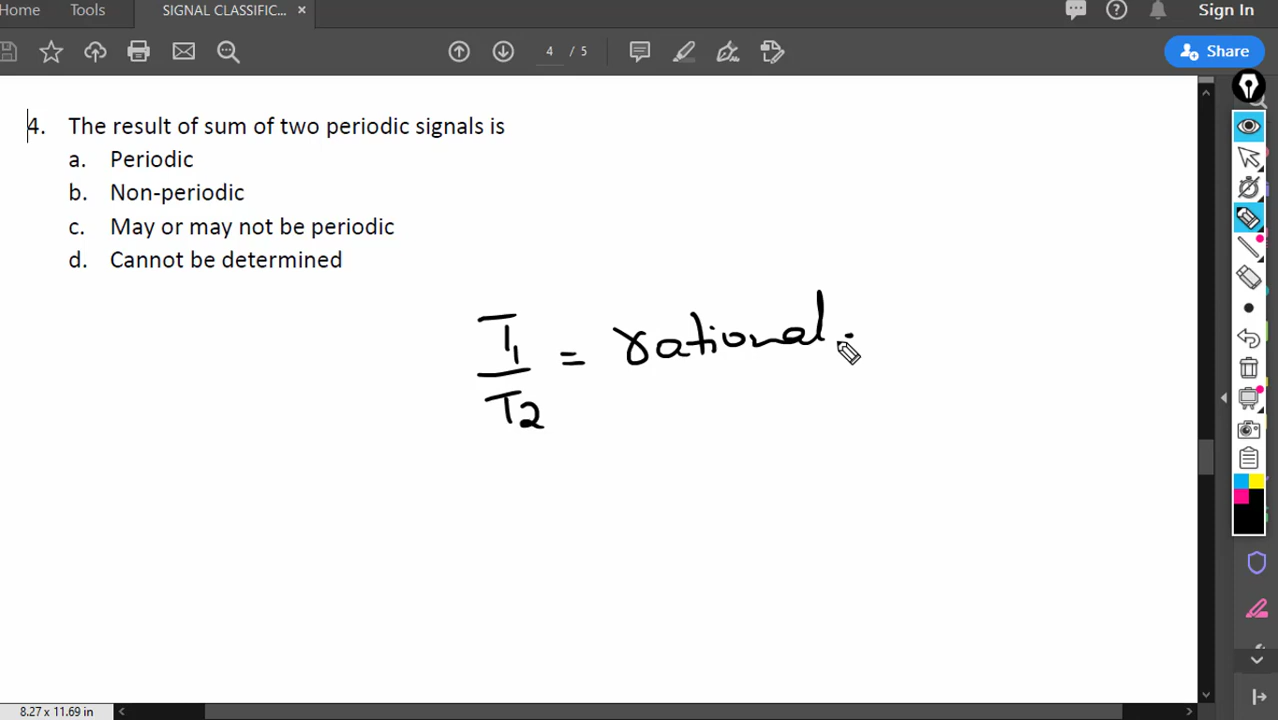 Home Tools SIGNAL CLASSIFIC... ×
Sign In
4 / 5
Share
4. The result of sum of two periodic signals is
a. Periodic
b. Non-periodic
c. May or may not be periodic
d. Cannot be determined
T1/T2 = rational.
8.27 x 11.69 in